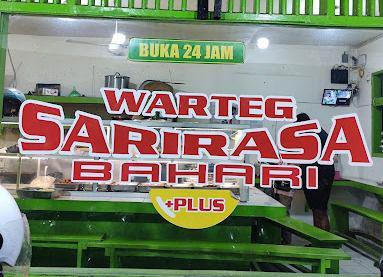 BUKA 24 JAM
WARTEG
SARIRASA
BAHARI
+PLUS